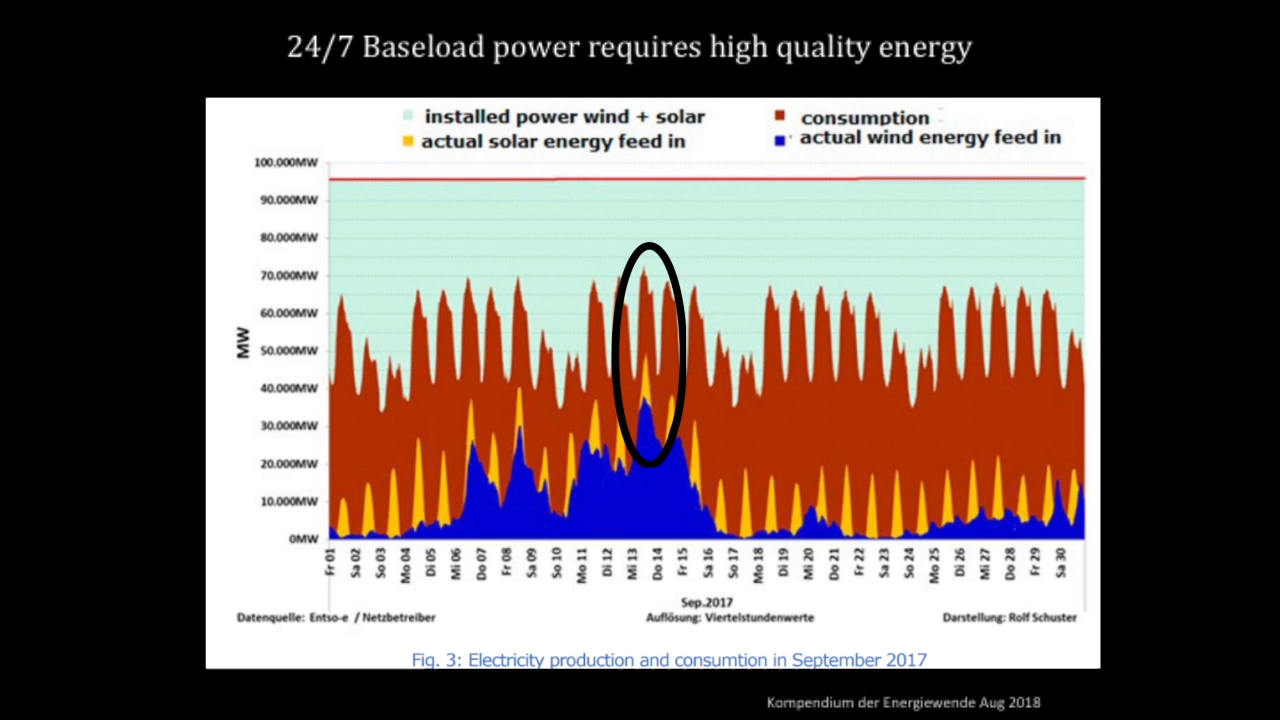 24/7 Baseload power requires high quality energy
installed power wind + solar
consumption
actual solar energy feed in
actual wind energy feed in
100.000MW
90.000MW
80.000MW
70.000MW
60.000MW
50.000MW
40.000MW
30.000MW
20.000MW
10.000MW
0MW
MW
Fr 01
Sa 02
So 03
Mo 04
Di 05
Mi 06
Do 07
Fr 08
Sa 09
So 10
Mo 11
Di 12
Mi 13
Do 14
Fr 15
Sa 16
So 17
Mo 18
Di 19
Mi 20
Do 21
Fr 22
Sa 23
So 24
Mo 25
Di 26
Mi 27
Do 28
Fr 29
Sa 30
Sep.2017
Datenquelle: Entso-e / Netzbetreiber
Auflösung: Viertelstundenwerte
Darstellung: Rolf Schuster
Fig. 3: Electricity production and consumtion in September 2017
Kompendium der Energiewende Aug 2018